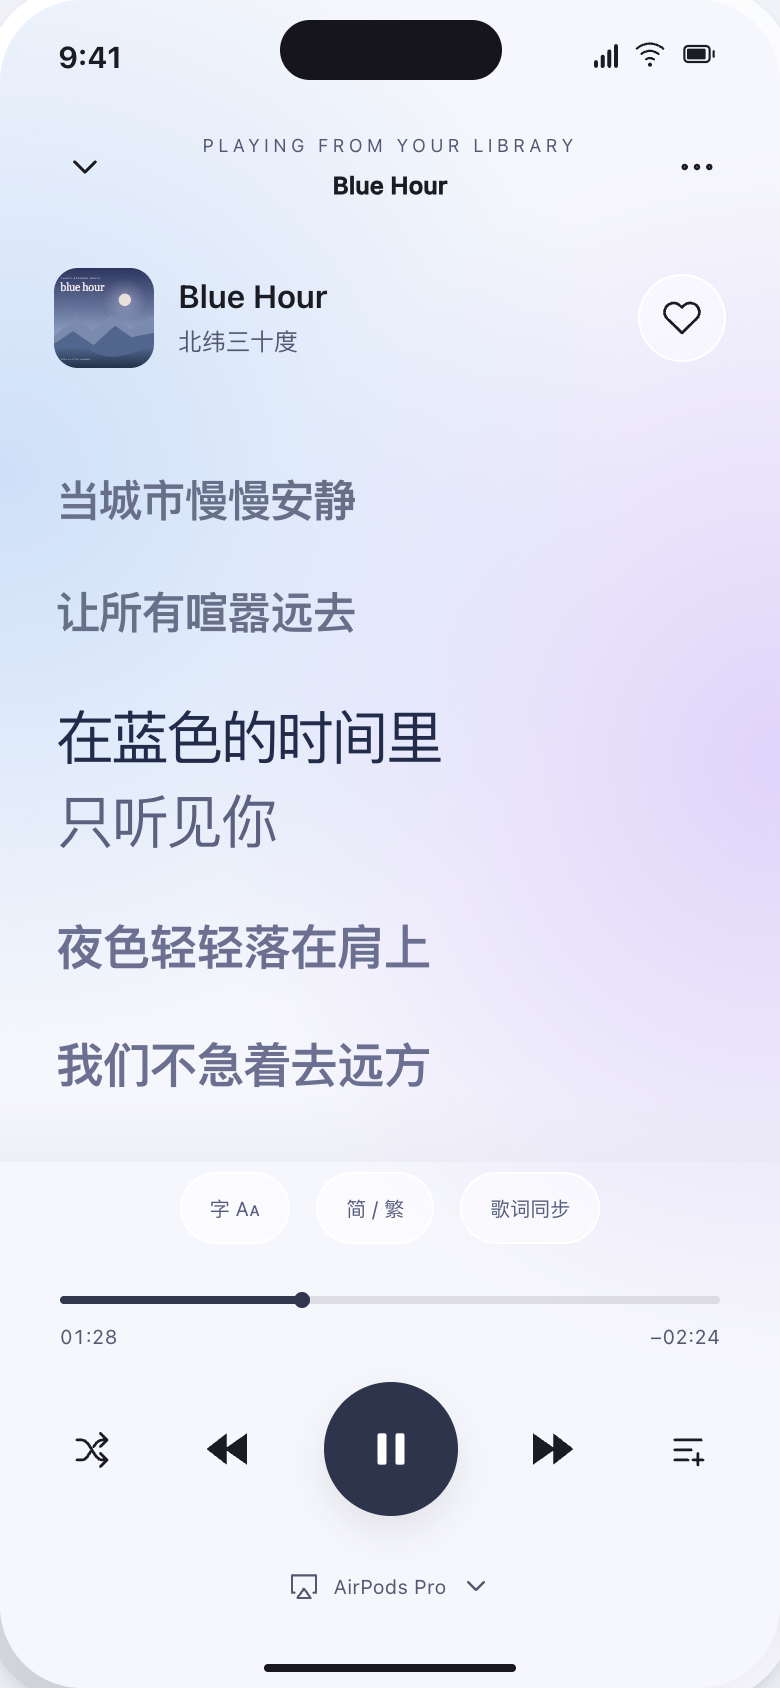 9:41
PLAYING FROM YOUR LIBRARY
Blue Hour
blue hour
Blue Hour
北纬三十度
当城市慢慢安静
让所有喧嚣远去
在蓝色的时间里
只听见你
夜色轻轻落在肩上
我们不急着去远方
字 Aᴀ
简 / 繁
歌词同步
01:28
–02:24
AirPods Pro